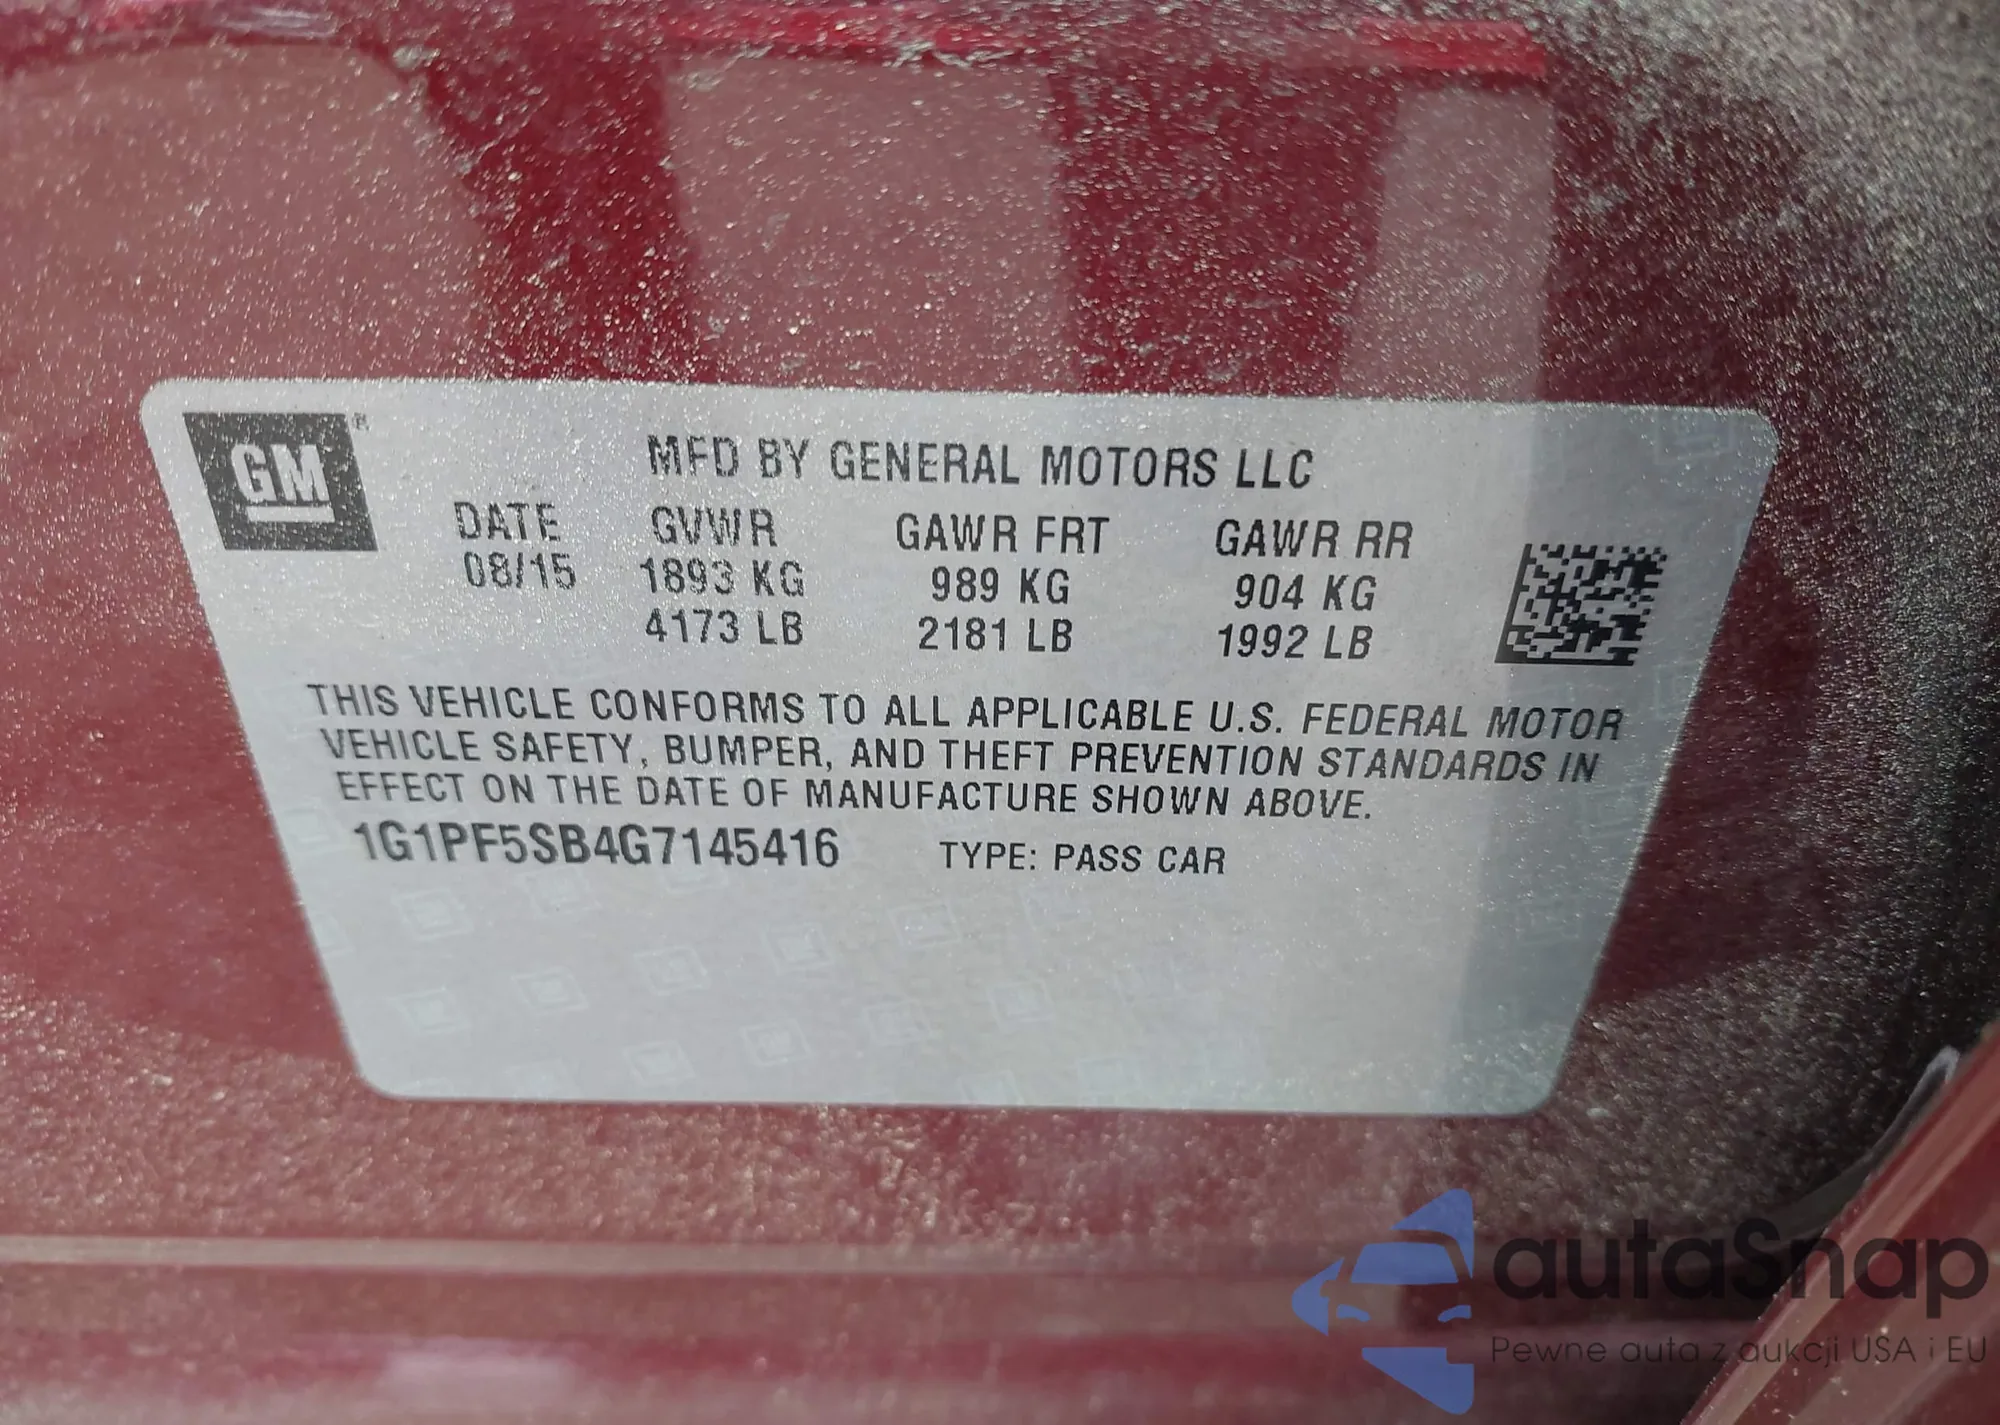 GM®
MFD BY GENERAL MOTORS LLC
DATE GVWR GAWR FRT GAWR RR
08/15 1893 KG 989 KG 904 KG
4173 LB 2181 LB 1992 LB
THIS VEHICLE CONFORMS TO ALL APPLICABLE U.S. FEDERAL MOTOR
VEHICLE SAFETY, BUMPER, AND THEFT PREVENTION STANDARDS IN
EFFECT ON THE DATE OF MANUFACTURE SHOWN ABOVE.
1G1PF5SB4G7145416 TYPE: PASS CAR
autaSnap
Pewne auta z aukcji USA i EU